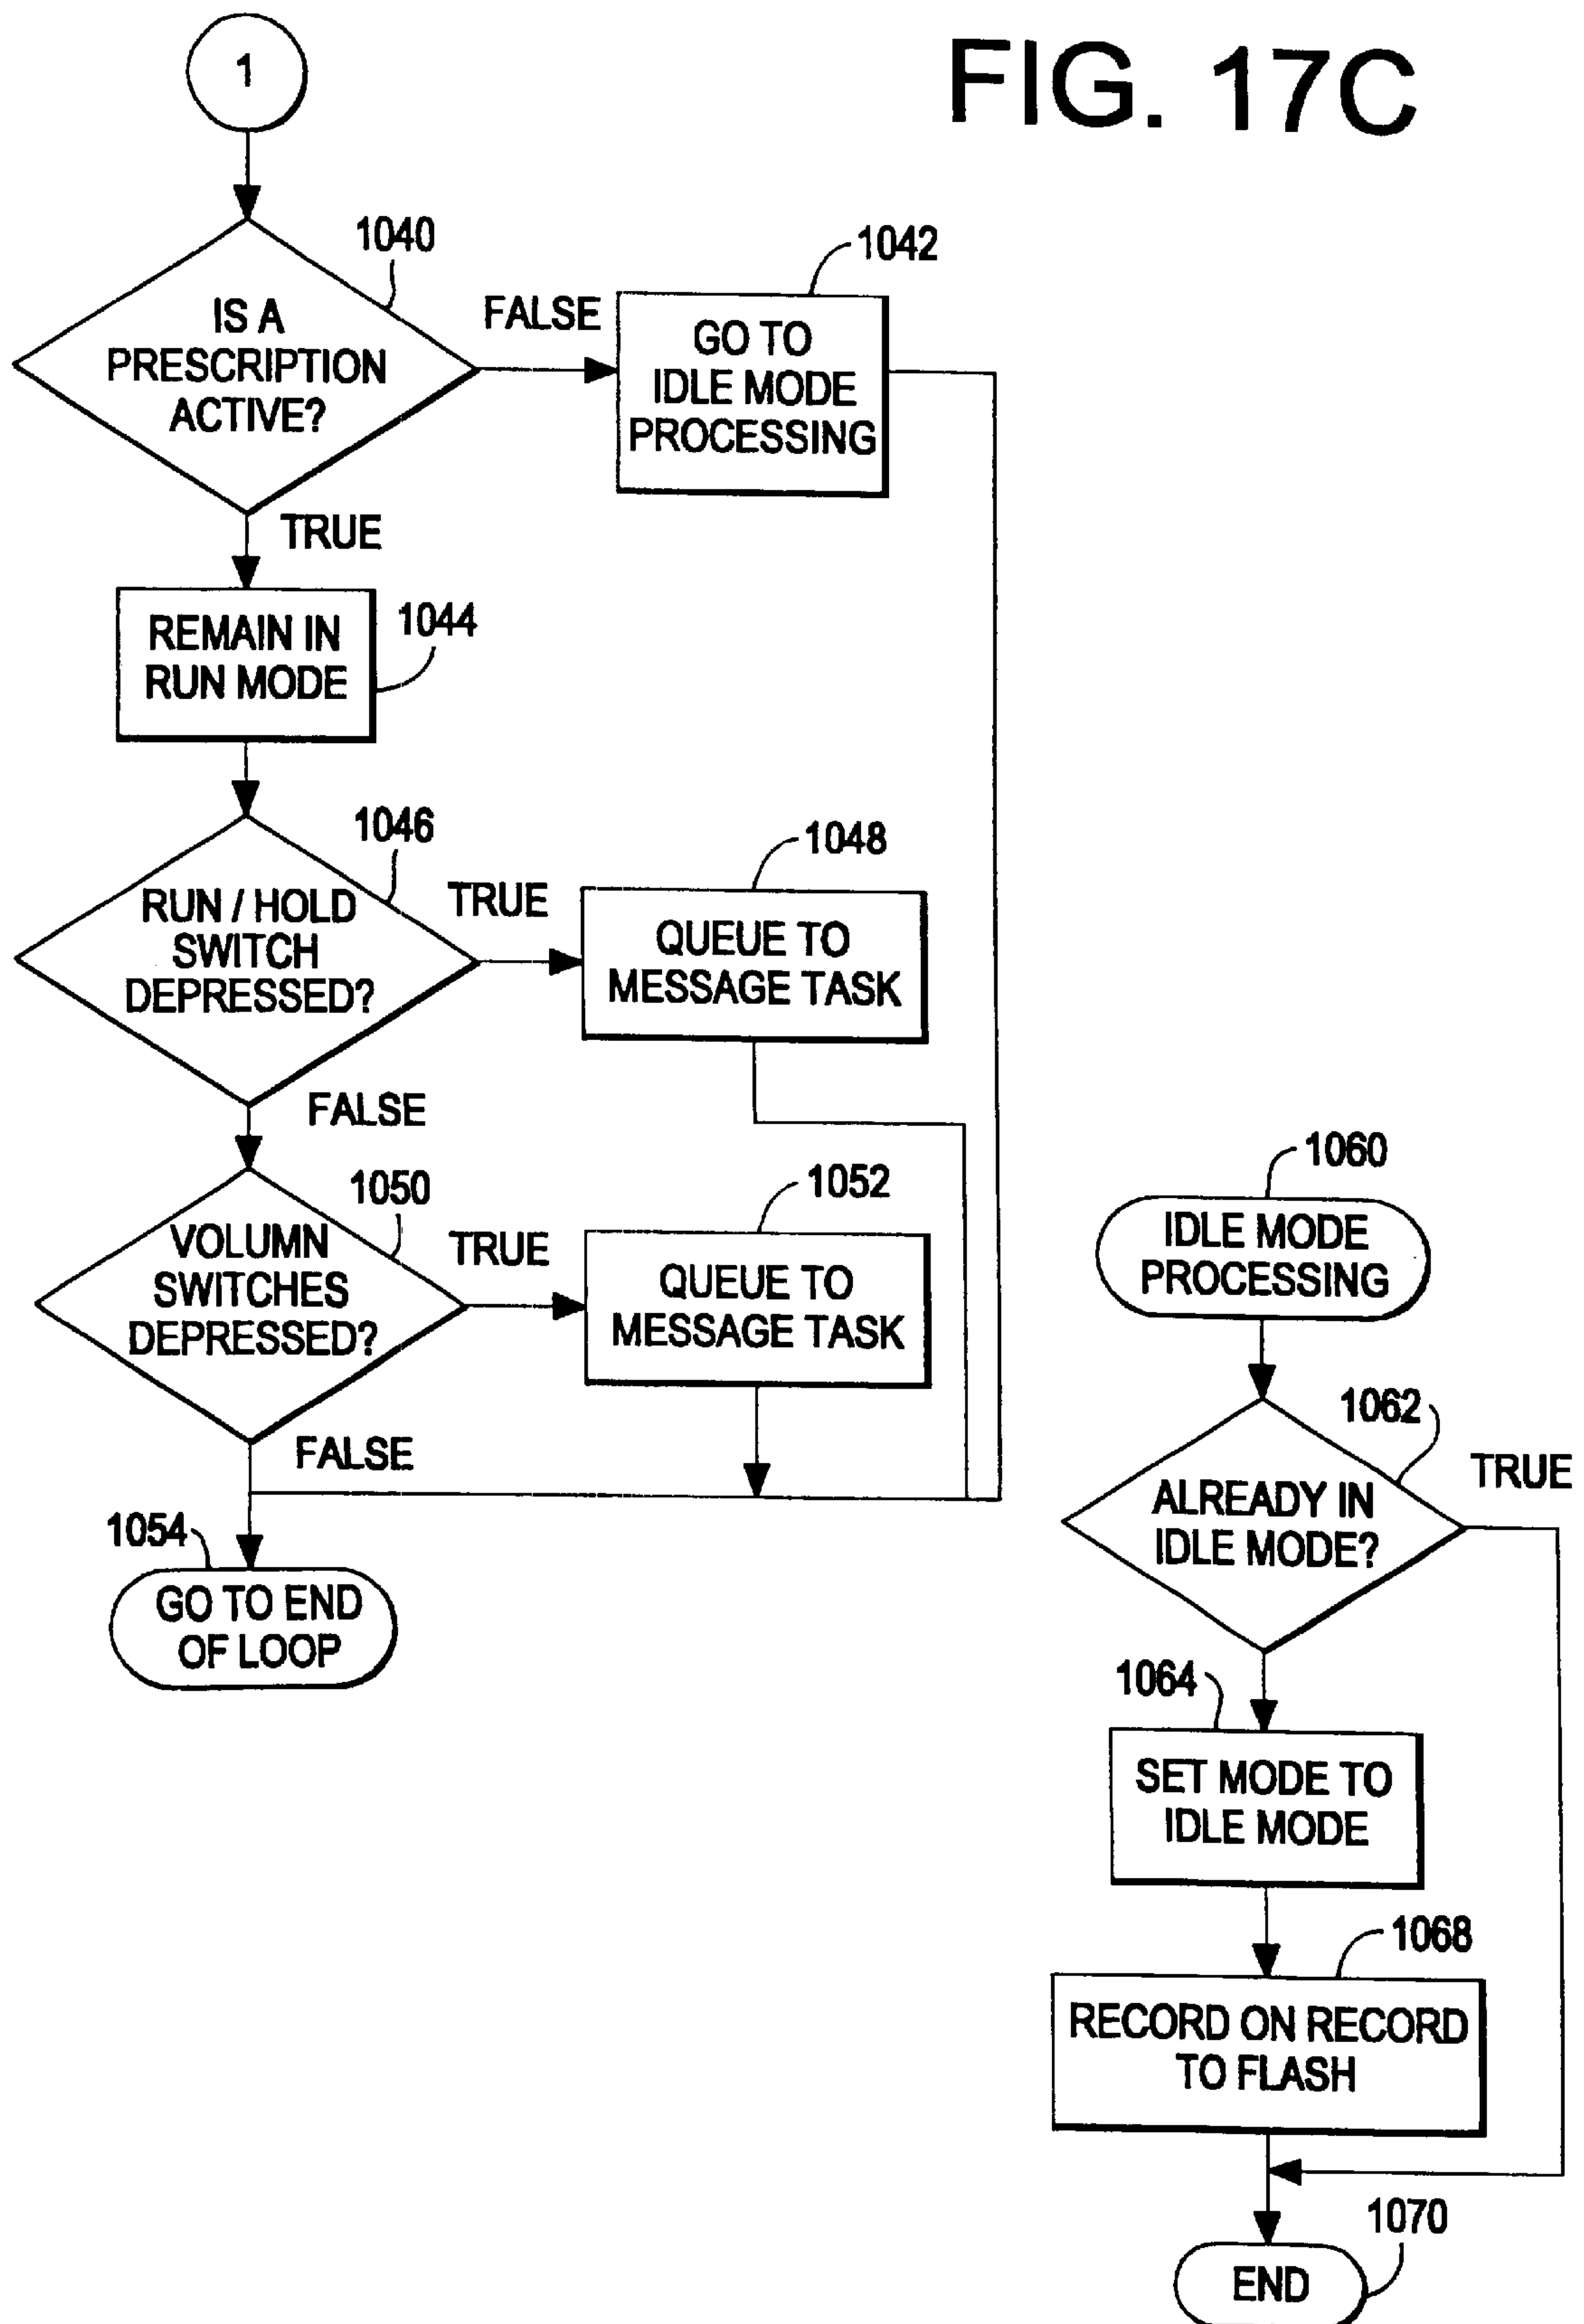 FIG. 17C
1
1040
IS A
PRESCRIPTION
ACTIVE?
FALSE
1042
GO TO
IDLE MODE
PROCESSING
TRUE
REMAIN IN
RUN MODE
1044
1046
RUN / HOLD
SWITCH
DEPRESSED?
TRUE
1048
QUEUE TO
MESSAGE TASK
FALSE
1050
VOLUMN
SWITCHES
DEPRESSED?
TRUE
1052
QUEUE TO
MESSAGE TASK
FALSE
1054
GO TO END
OF LOOP
1060
IDLE MODE
PROCESSING
1062
ALREADY IN
IDLE MODE?
TRUE
1064
SET MODE TO
IDLE MODE
1068
RECORD ON RECORD
TO FLASH
1070
END